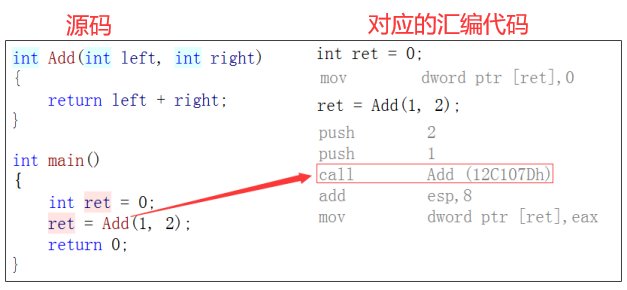 源码
int Add(int left, int right)
{
    return left + right;
}
int main()
{
    int ret = 0;
    ret = Add(1, 2);
    return 0;
}
对应的汇编代码
int ret = 0;
mov dword ptr [ret],0
ret = Add(1, 2);
push 2
push 1
call Add (12C107Dh)
add esp,8
mov dword ptr [ret],eax